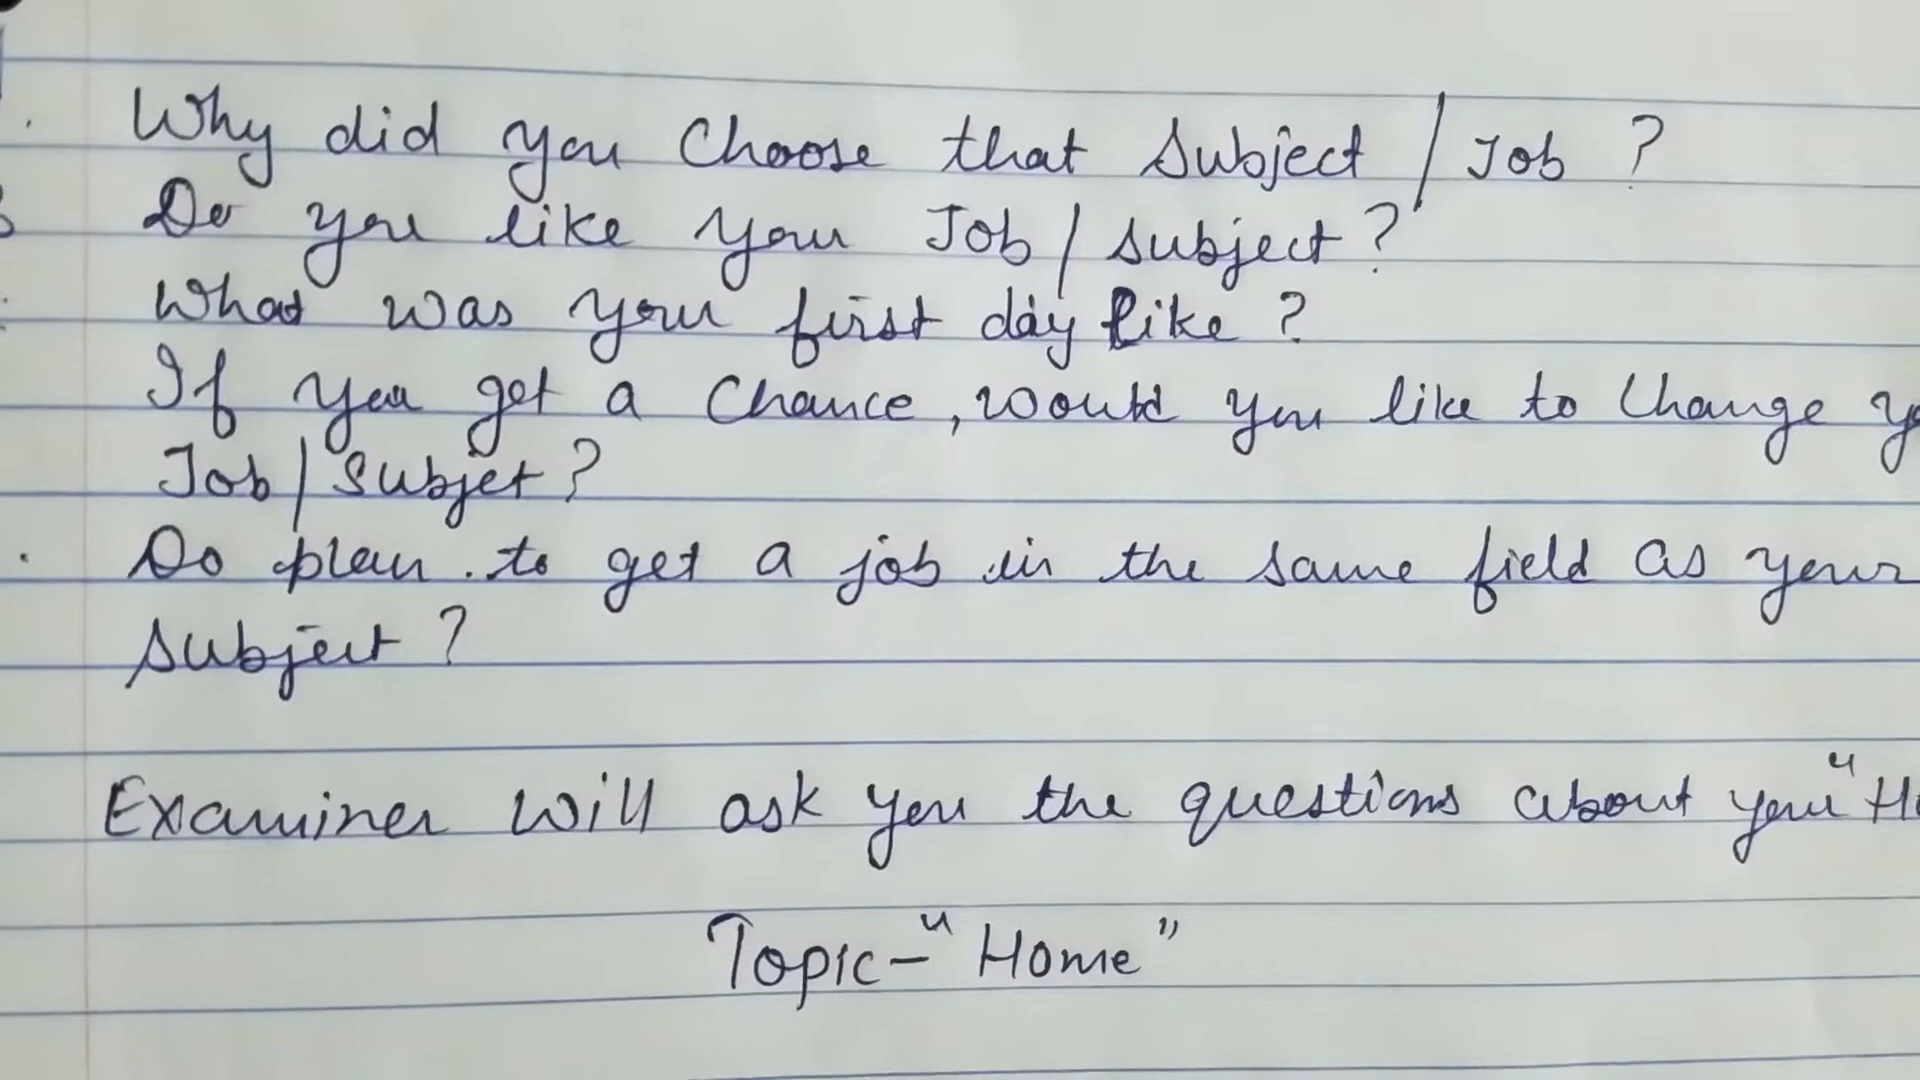 Why did you Choose that Subject / Job ?
Do you like your Job / Subject ?
What was your first day like ?
If you get a Chance, would you like to Change
Job / Subjet ?
Do plan to get a job in the same field as your
Subject ?
Examiner will ask you the questions about your "
Topic - "Home"